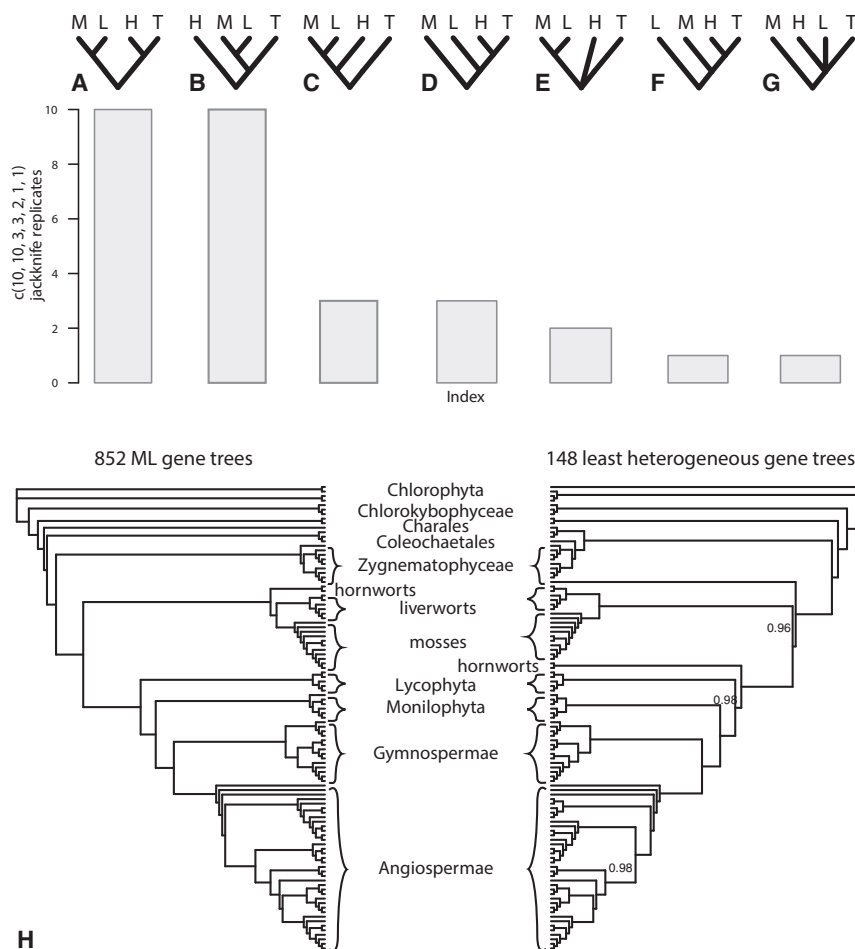 M L H T H M L T M L H T M L H T M L H T L M H T M H L T
A B C D E F G
c(10, 10, 3, 3, 2, 1, 1)
jackknife replicates
10
8
6
4
2
0
Index
852 ML gene trees
148 least heterogeneous gene trees
Chlorophyta
Chlorokybophyceae
Charales
Coleochaetales
Zygnematophyceae
hornworts
liverworts
0.96
mosses
hornworts
Lycophyta
0.98
Monilophyta
Gymnospermae
Angiospermae
0.98
H